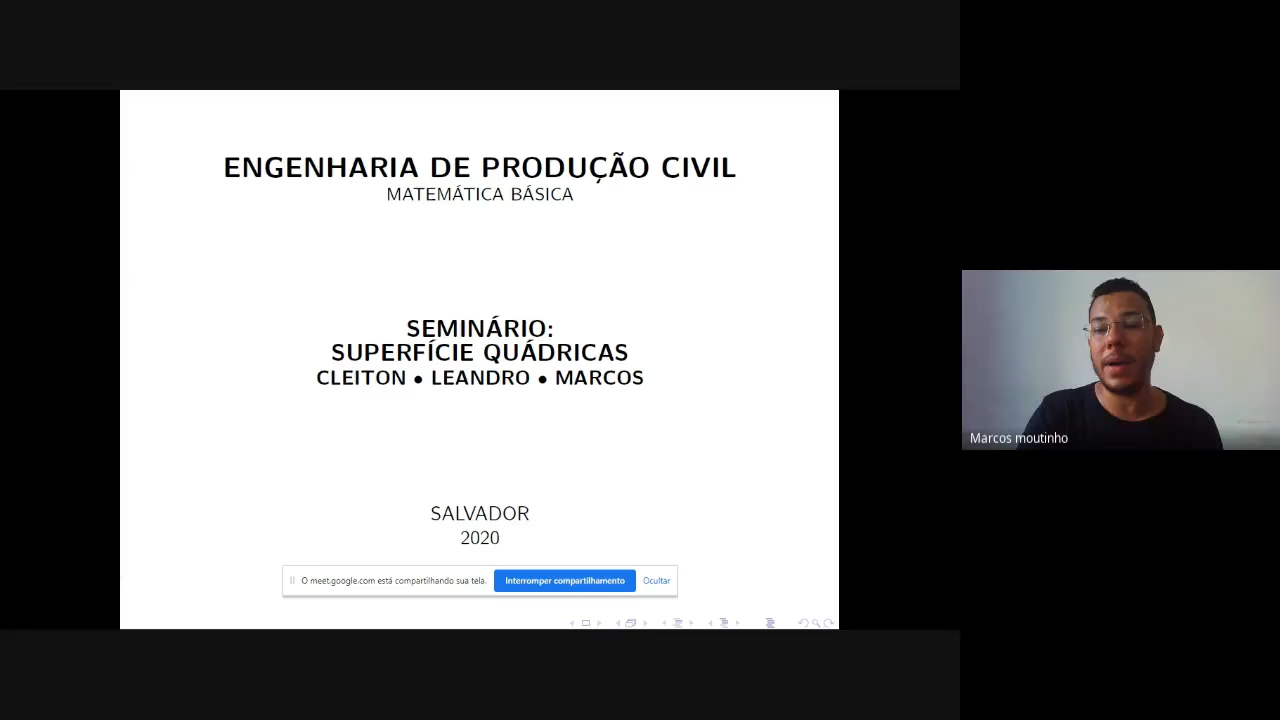 ENGENHARIA DE PRODUÇÃO CIVIL
MATEMÁTICA BÁSICA
SEMINÁRIO:
SUPERFÍCIE QUÁDRICAS
CLEITON • LEANDRO • MARCOS
SALVADOR
2020
O meet.google.com está compartilhando sua tela. Interromper compartilhamento Ocultar
Marcos moutinho